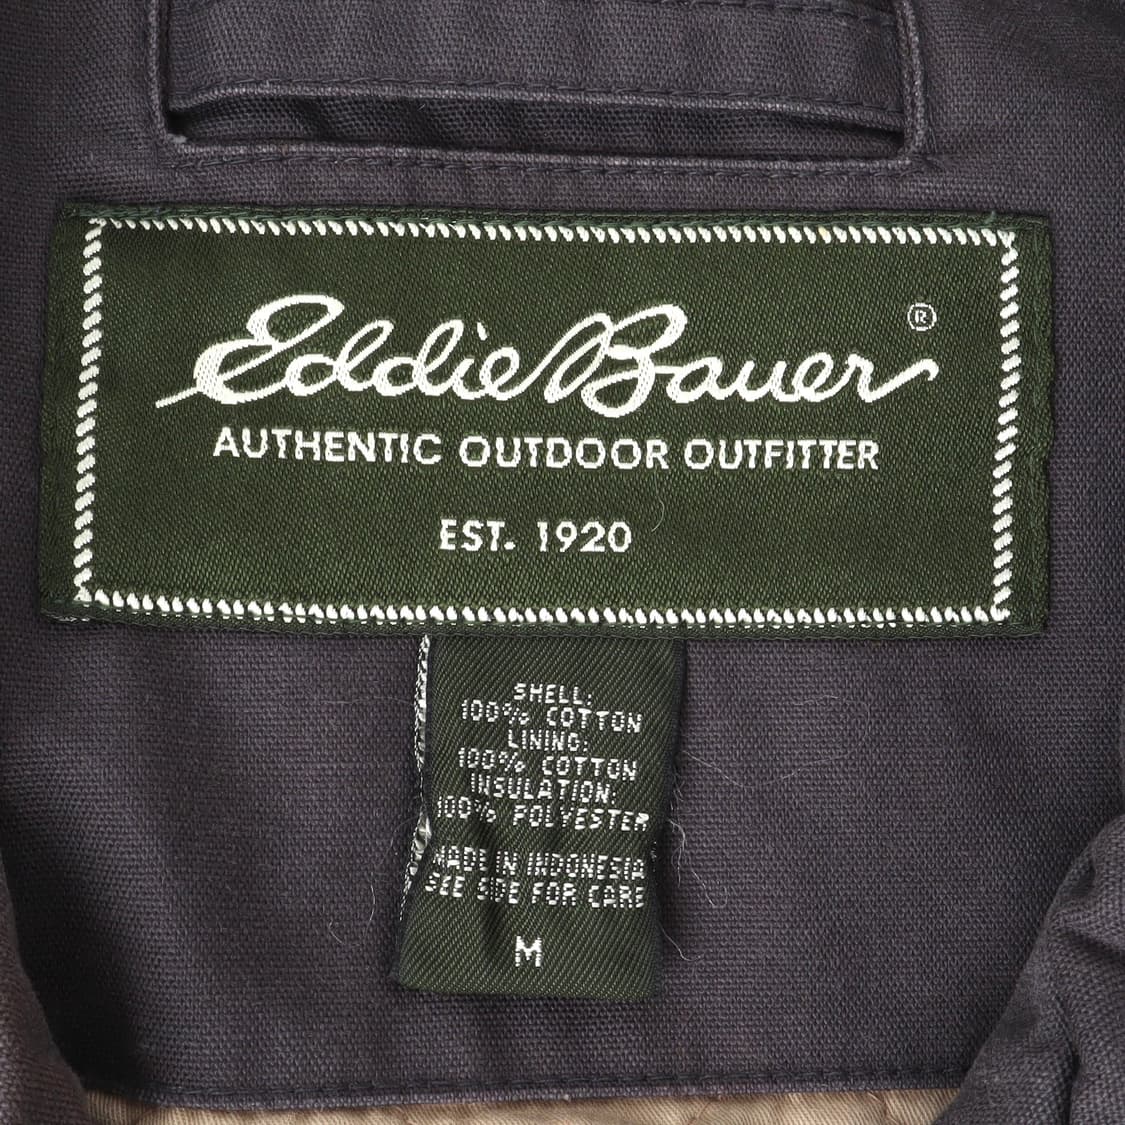 Eddie Bauer®
AUTHENTIC OUTDOOR OUTFITTER
EST. 1920
SHELL:
100% COTTON
LINING:
100% COTTON
INSULATION:
100% POLYESTER
MADE IN INDONESIA
SEE SIDE FOR CARE
M